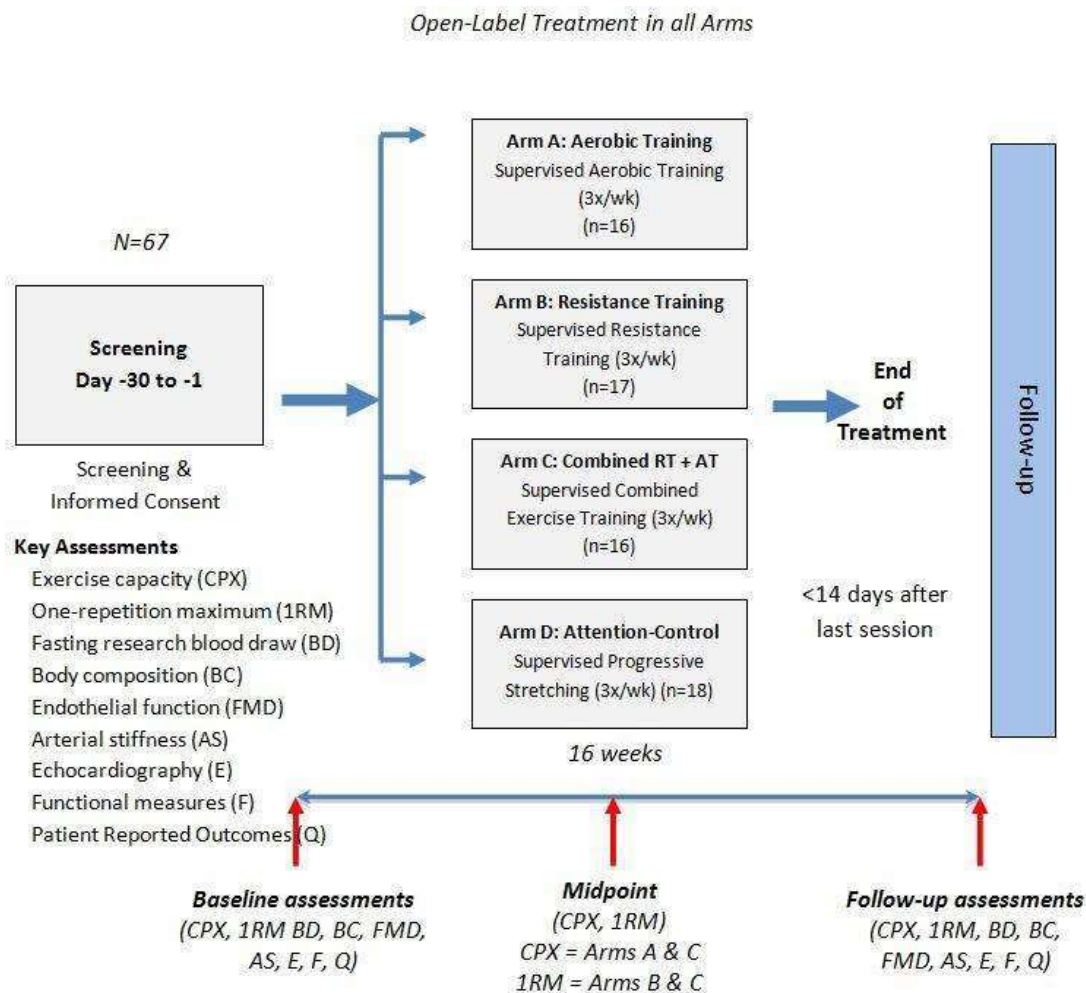 Open-Label Treatment in all Arms
N=67
Screening
Day -30 to -1
Screening &
Informed Consent
Key Assessments
Exercise capacity (CPX)
One-repetition maximum (1RM)
Fasting research blood draw (BD)
Body composition (BC)
Endothelial function (FMD)
Arterial stiffness (AS)
Echocardiography (E)
Functional measures (F)
Patient Reported Outcomes (Q)
Arm A: Aerobic Training
Supervised Aerobic Training
(3x/wk)
(n=16)
Arm B: Resistance Training
Supervised Resistance
Training (3x/wk)
(n=17)
Arm C: Combined RT + AT
Supervised Combined
Exercise Training (3x/wk)
(n=16)
Arm D: Attention-Control
Supervised Progressive
Stretching (3x/wk) (n=18)
16 weeks
End
of
Treatment
<14 days after
last session
Follow-up
Baseline assessments
(CPX, 1RM BD, BC, FMD,
AS, E, F, Q)
Midpoint
(CPX, 1RM)
CPX = Arms A & C
1RM = Arms B & C
Follow-up assessments
(CPX, 1RM, BD, BC,
FMD, AS, E, F, Q)